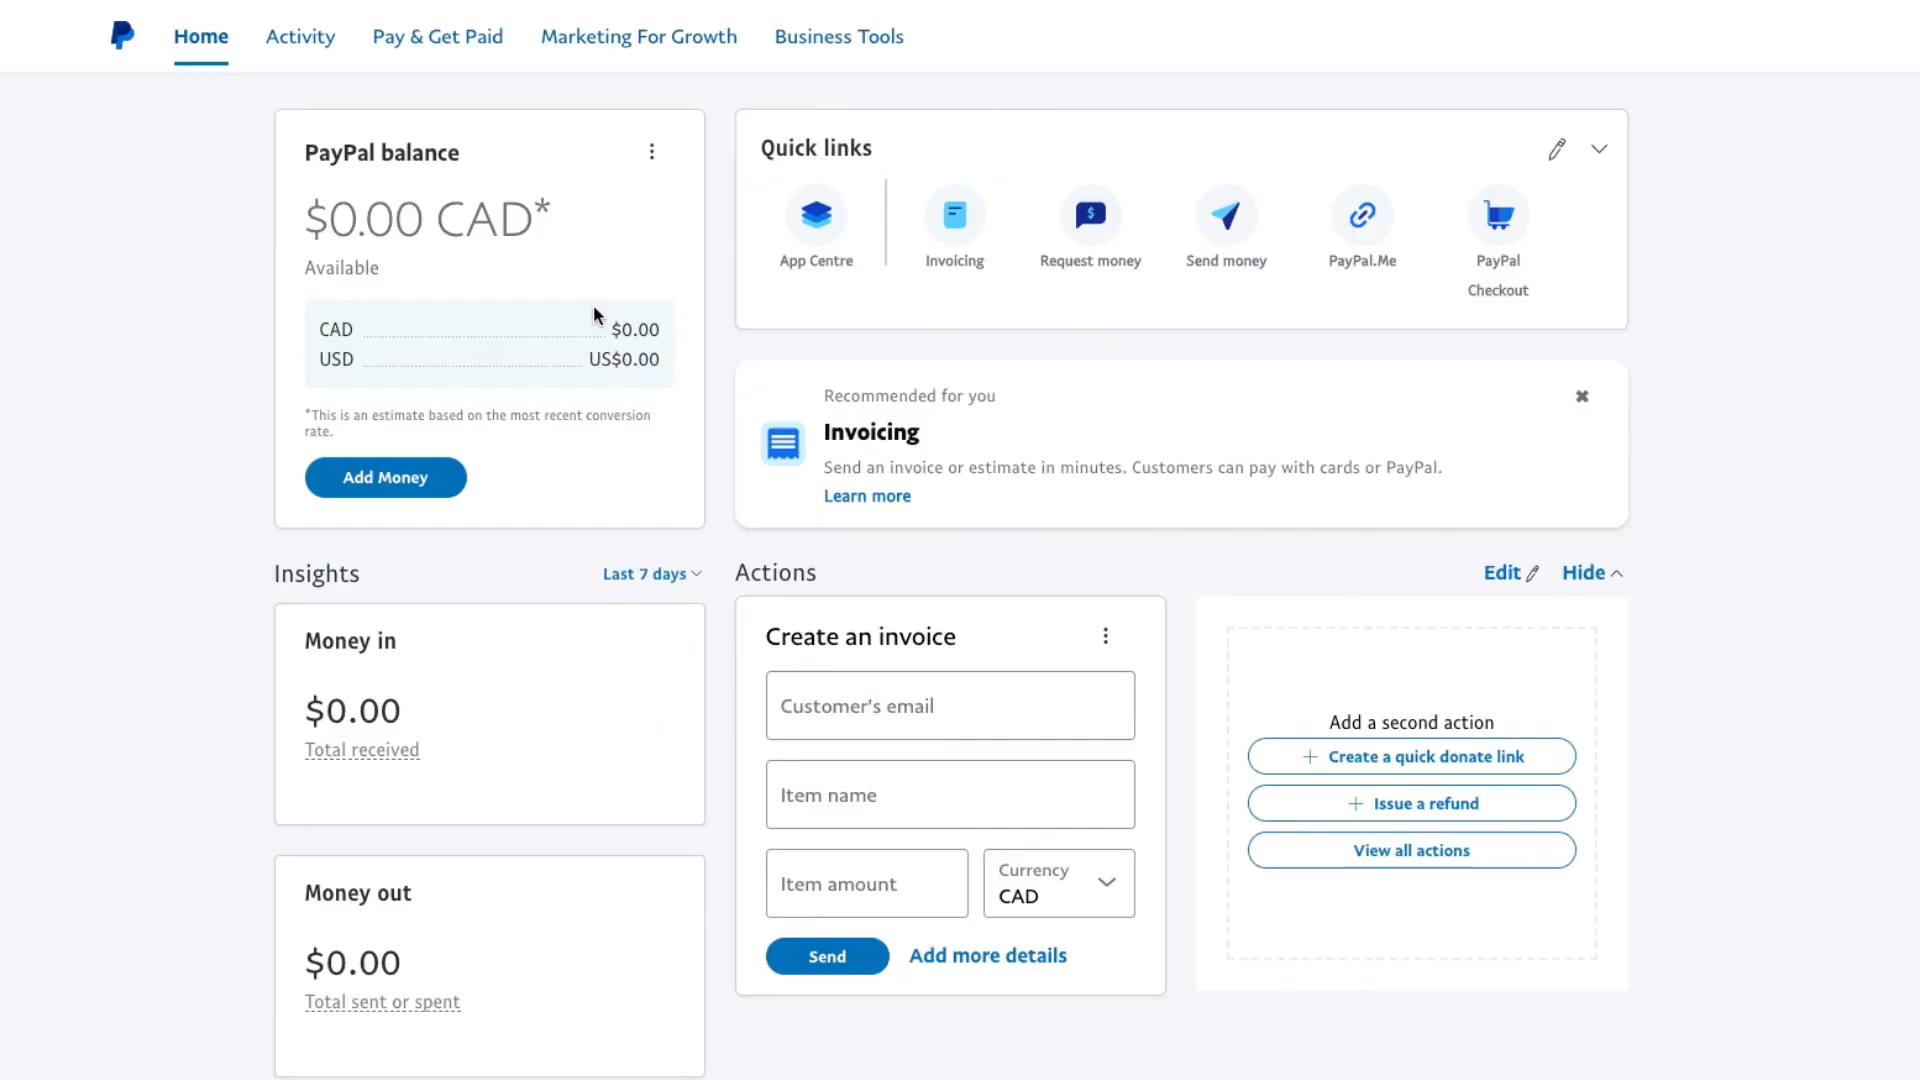 Home
Activity
Pay & Get Paid
Marketing For Growth
Business Tools
PayPal balance
$0.00 CAD*
Available
CAD $0.00
USD US$0.00
*This is an estimate based on the most recent conversion
rate.
Add Money
Quick links
App Centre
Invoicing
Request money
Send money
PayPal.Me
PayPal
Checkout
Recommended for you
Invoicing
Send an invoice or estimate in minutes. Customers can pay with cards or PayPal.
Learn more
Insights
Last 7 days
Money in
$0.00
Total received
Money out
$0.00
Total sent or spent
Actions
Edit
Hide
Create an invoice
Customer's email
Item name
Item amount
Currency
CAD
Send
Add more details
Add a second action
Create a quick donate link
Issue a refund
View all actions